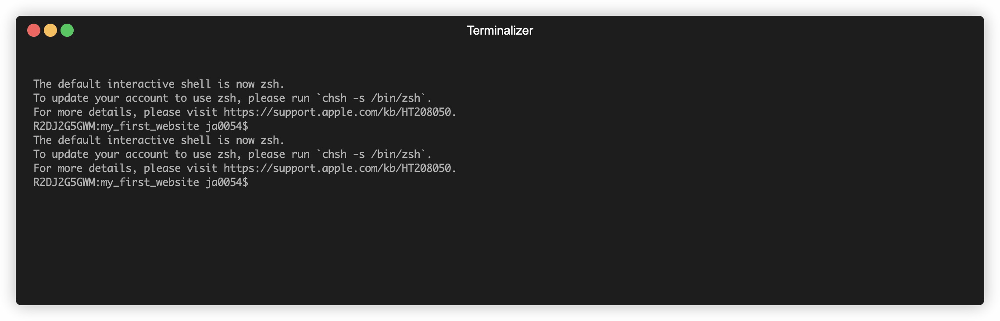 Terminalizer
The default interactive shell is now zsh.
To update your account to use zsh, please run `chsh -s /bin/zsh`.
For more details, please visit https://support.apple.com/kb/HT208050.
R2DJ2G5GWM:my_first_website ja0054$
The default interactive shell is now zsh.
To update your account to use zsh, please run `chsh -s /bin/zsh`.
For more details, please visit https://support.apple.com/kb/HT208050.
R2DJ2G5GWM:my_first_website ja0054$